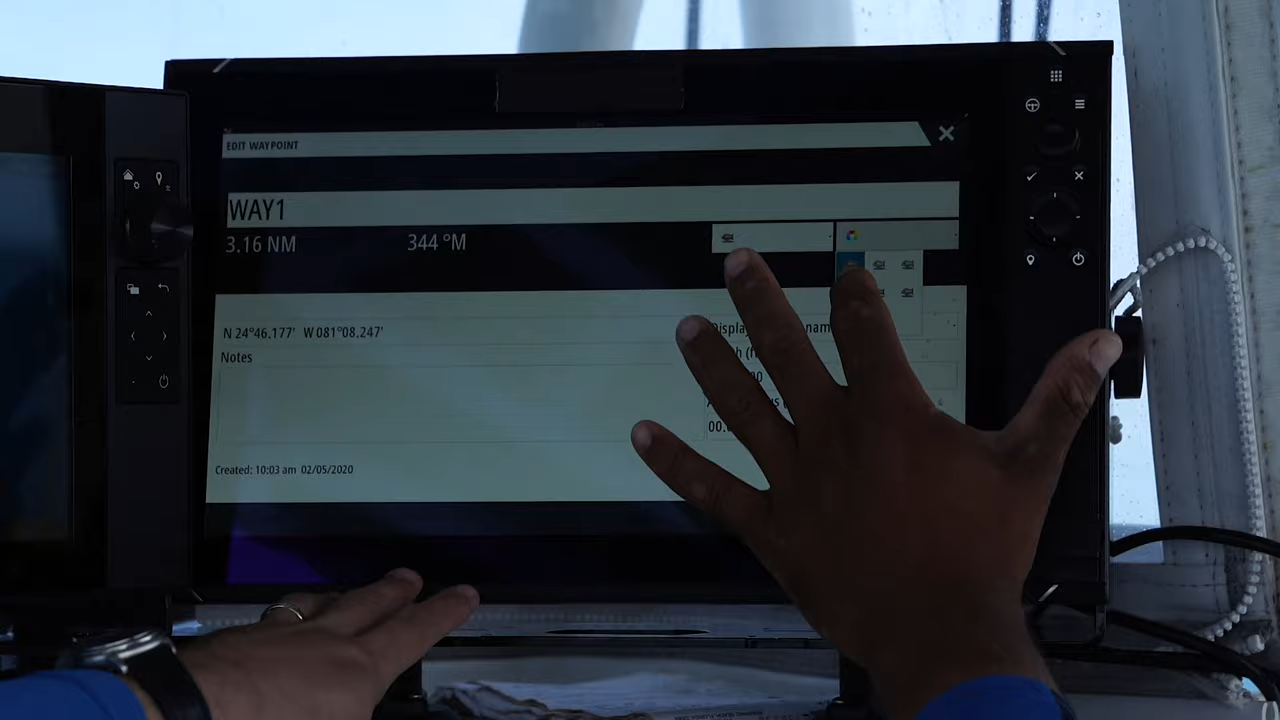 EDIT WAYPOINT
WAY1
3.16 NM 344 °M
N 24°46.177' W 081°08.247'
Notes
Created: 10:03 am 02/05/2020